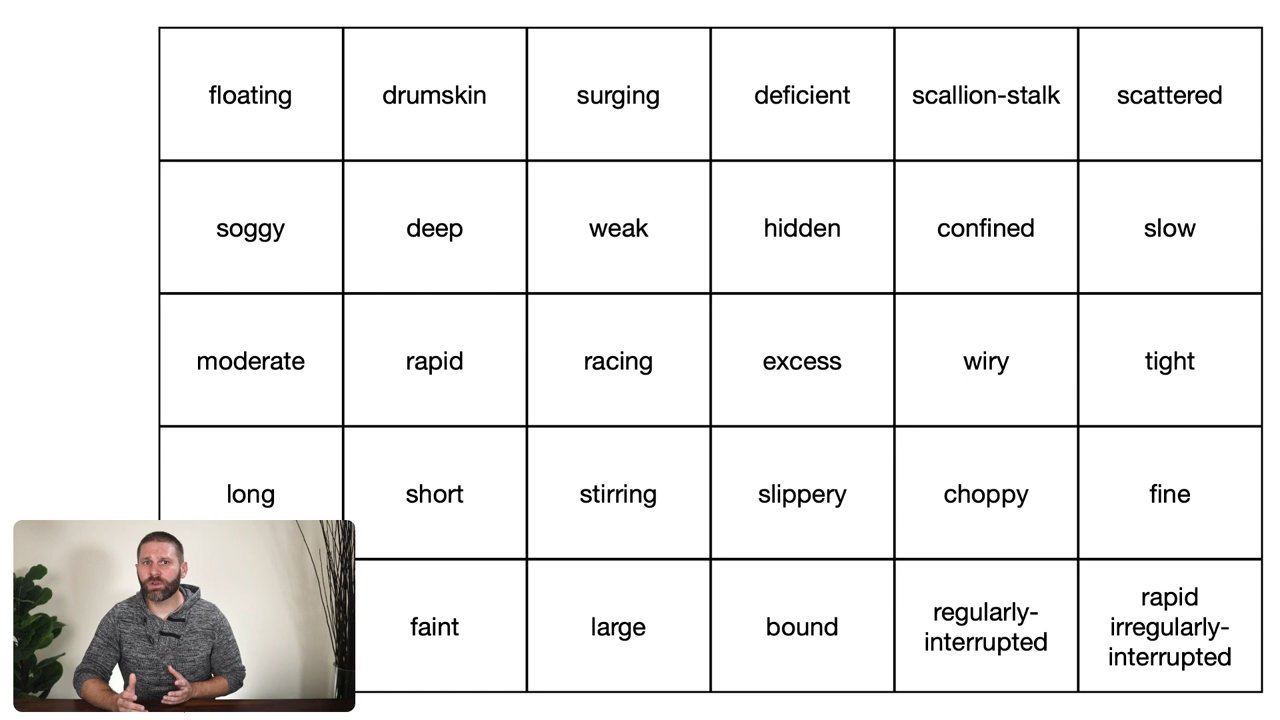 floating
drumskin
surging
deficient
scallion-stalk
scattered
soggy
deep
weak
hidden
confined
slow
moderate
rapid
racing
excess
wiry
tight
long
short
stirring
slippery
choppy
fine
faint
large
bound
regularly-
interrupted
rapid
irregularly-
interrupted